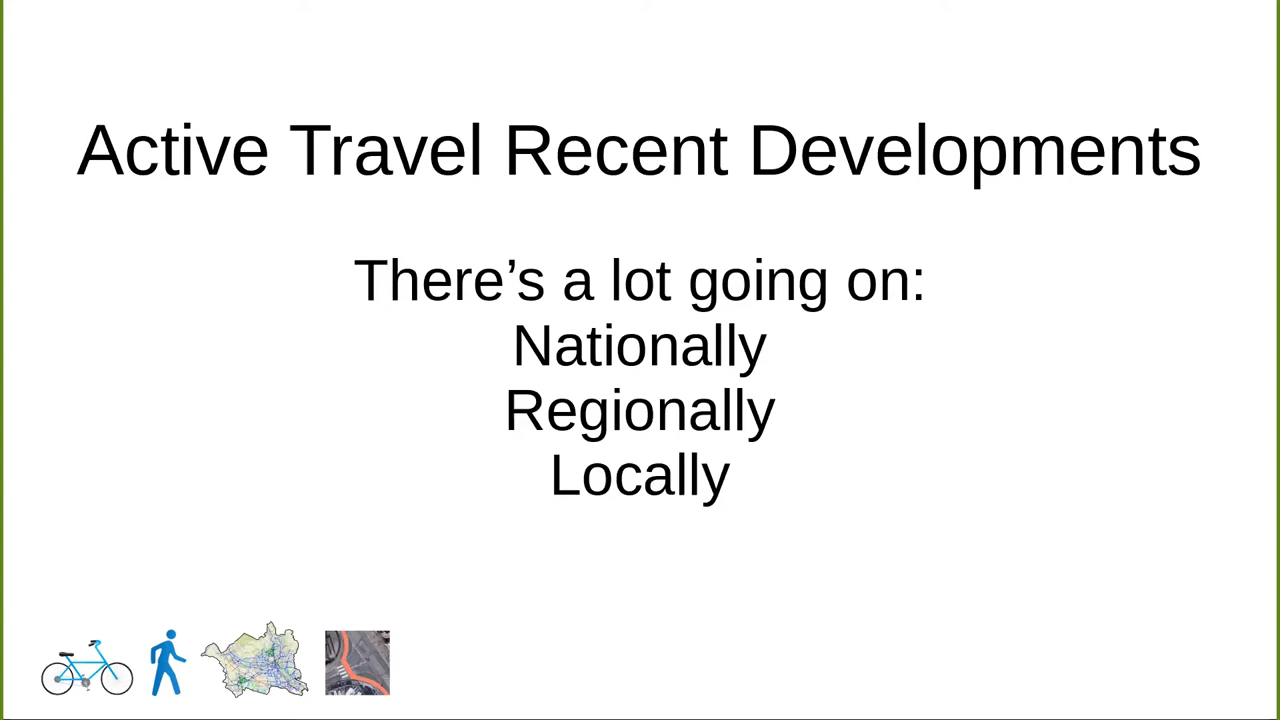 Active Travel Recent Developments
There’s a lot going on:
Nationally
Regionally
Locally